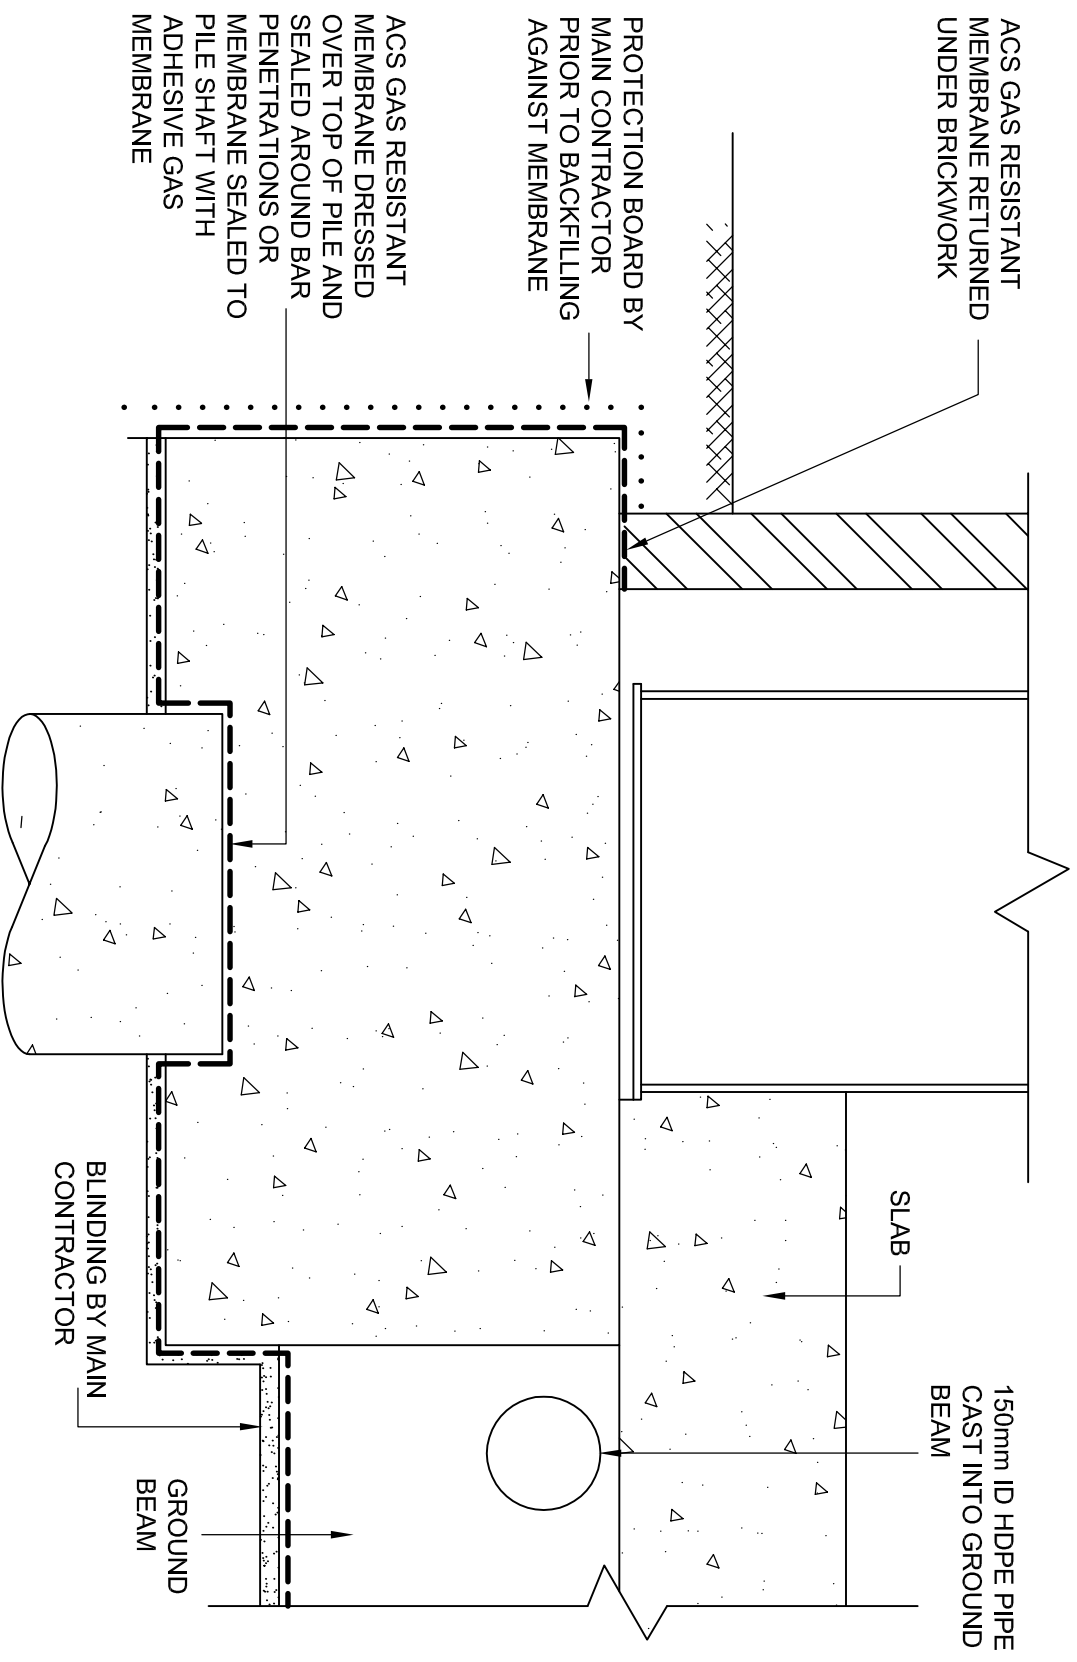 ACS GAS RESISTANT
MEMBRANE RETURNED
UNDER BRICKWORK
PROTECTION BOARD BY
MAIN CONTRACTOR
PRIOR TO BACKFILLING
AGAINST MEMBRANE
ACS GAS RESISTANT
MEMBRANE DRESSED
OVER TOP OF PILE AND
SEALED AROUND BAR
PENETRATIONS OR
MEMBRANE SEALED TO
PILE SHAFT WITH
ADHESIVE GAS
MEMBRANE
SLAB
150mm ID HDPE PIPE
CAST INTO GROUND
BEAM
BLINDING BY MAIN
CONTRACTOR
GROUND
BEAM